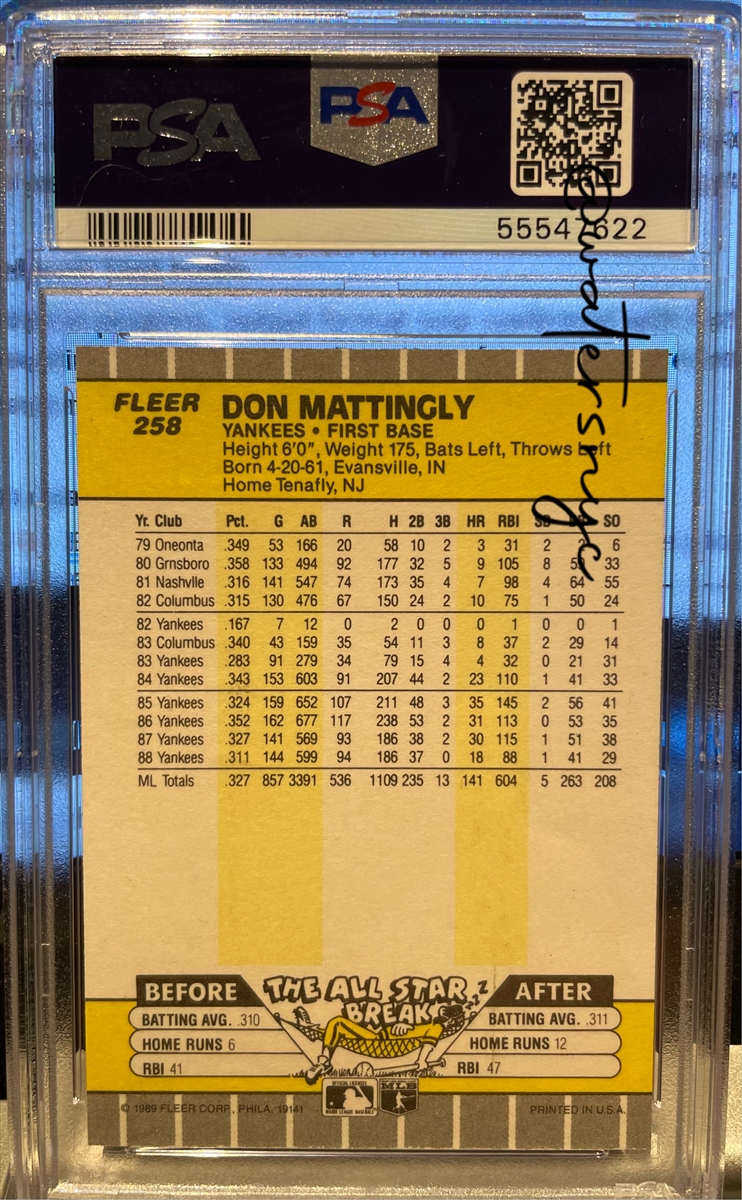 PSA
PSA
55547622
@watersnyc
FLEER
258
DON MATTINGLY
YANKEES • FIRST BASE
Height 6'0", Weight 175, Bats Left, Throws Left
Born 4-20-61, Evansville, IN
Home Tenafly, NJ
Yr. Club Pct. G AB R H 2B 3B HR RBI SB SO
79 Oneonta .349 53 166 20 58 10 2 3 31 2 6
80 Grnsboro .358 133 494 92 177 32 5 9 105 8 33
81 Nashvlle .316 141 547 74 173 35 4 7 98 4 64 55
82 Columbus .315 130 476 67 150 24 2 10 75 1 50 24
82 Yankees .167 7 12 0 2 0 0 0 1 0 0 1
83 Columbus .340 43 159 35 54 11 3 8 37 2 29 14
83 Yankees .283 91 279 34 79 15 4 4 32 0 21 31
84 Yankees .343 153 603 91 207 44 2 23 110 1 41 33
85 Yankees .324 159 652 107 211 48 3 35 145 2 56 41
86 Yankees .352 162 677 117 238 53 2 31 113 0 53 35
87 Yankees .327 141 569 93 186 38 2 30 115 1 51 38
88 Yankees .311 144 599 94 186 37 0 18 88 1 41 29
ML Totals .327 857 3391 536 1109 235 13 141 604 5 263 208
THE ALL STAR BREAK
ZZZ
BEFORE
BATTING AVG. .310
HOME RUNS 6
RBI 41
AFTER
BATTING AVG. .311
HOME RUNS 12
RBI 47
OFFICIAL LICENSEE
MAJOR LEAGUE BASEBALL
MLB
© 1989 FLEER CORP., PHILA. 19141
PRINTED IN U.S.A.